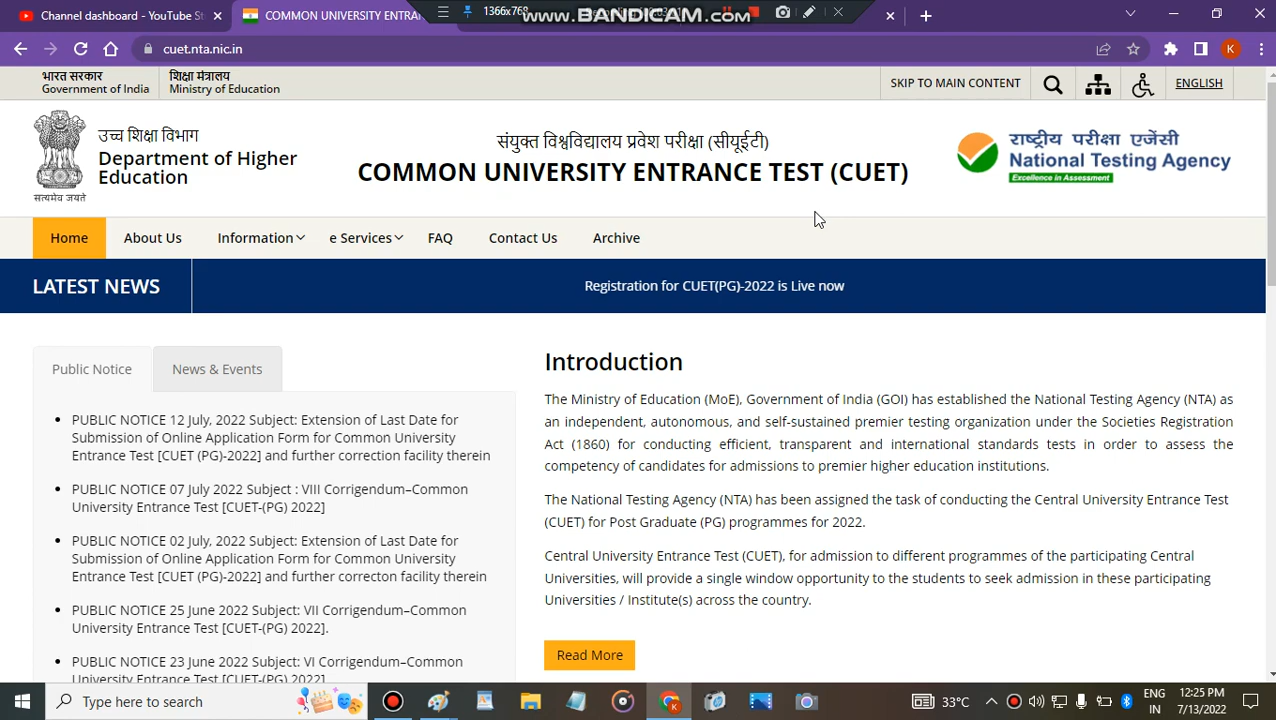 Channel dashboard - YouTube St
COMMON UNIVERSITY ENTRA
1366x768
www.BANDICAM.com
cuet.nta.nic.in
भारत सरकार
Government of India
शिक्षा मंत्रालय
Ministry of Education
SKIP TO MAIN CONTENT
ENGLISH
सत्यमेव जयते
उच्च शिक्षा विभाग
Department of Higher
Education
संयुक्त विश्वविद्यालय प्रवेश परीक्षा (सीयूईटी)
COMMON UNIVERSITY ENTRANCE TEST (CUET)
राष्ट्रीय परीक्षा एजेंसी
National Testing Agency
Excellence in Assessment
Home
About Us
Information
e Services
FAQ
Contact Us
Archive
LATEST NEWS
Registration for CUET(PG)-2022 is Live now
Public Notice
News & Events
PUBLIC NOTICE 12 July, 2022 Subject: Extension of Last Date for
Submission of Online Application Form for Common University
Entrance Test [CUET (PG)-2022] and further correction facility therein
PUBLIC NOTICE 07 July 2022 Subject : VIII Corrigendum–Common
University Entrance Test [CUET-(PG) 2022]
PUBLIC NOTICE 02 July, 2022 Subject: Extension of Last Date for
Submission of Online Application Form for Common University
Entrance Test [CUET (PG)-2022] and further correcton facility therein
PUBLIC NOTICE 25 June 2022 Subject: VII Corrigendum–Common
University Entrance Test [CUET-(PG) 2022].
PUBLIC NOTICE 23 June 2022 Subject: VI Corrigendum–Common
University Entrance Test [CUET-(PG) 2022]
Introduction
The Ministry of Education (MoE), Government of India (GOI) has established the National Testing Agency (NTA) as
an independent, autonomous, and self-sustained premier testing organization under the Societies Registration
Act (1860) for conducting efficient, transparent and international standards tests in order to assess the
competency of candidates for admissions to premier higher education institutions.
The National Testing Agency (NTA) has been assigned the task of conducting the Central University Entrance Test
(CUET) for Post Graduate (PG) programmes for 2022.
Central University Entrance Test (CUET), for admission to different programmes of the participating Central
Universities, will provide a single window opportunity to the students to seek admission in these participating
Universities / Institute(s) across the country.
Read More
Type here to search
33°C
ENG
IN
12:25 PM
7/13/2022
K
K